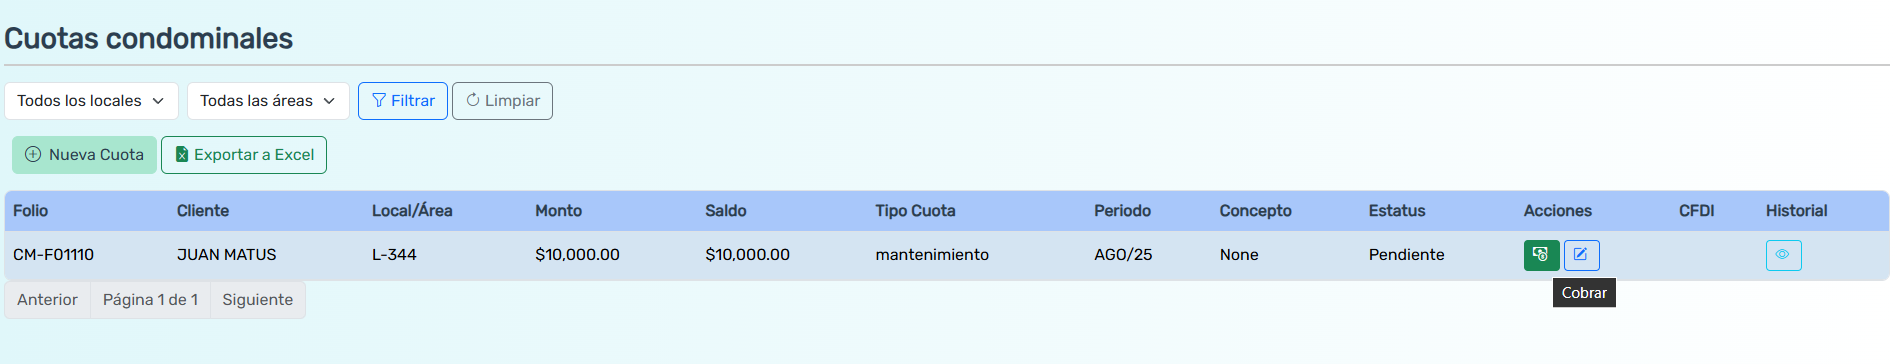 Cuotas condominales
Todos los locales Todas las áreas Filtrar Limpiar
Nueva Cuota Exportar a Excel
Folio Cliente Local/Área Monto Saldo Tipo Cuota Periodo Concepto Estatus Acciones CFDI Historial
CM-F01110 JUAN MATUS L-344 $10,000.00 $10,000.00 mantenimiento AGO/25 None Pendiente
Cobrar
Anterior Página 1 de 1 Siguiente